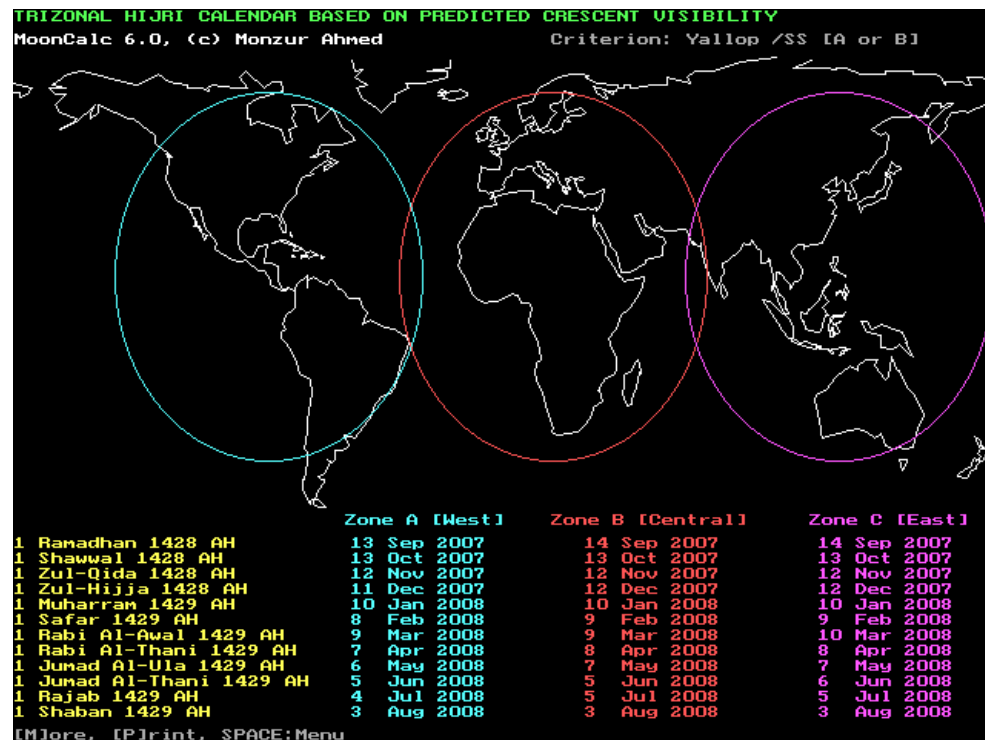 TRIZONAL HIJRI CALENDAR BASED ON PREDICTED CRESCENT VISIBILITY
MoonCalc 6.0, (c) Monzur Ahmed Criterion: Yallop /SS [A or B]
Zone A [West] Zone B [Central] Zone C [East]
1 Ramadhan 1428 AH 13 Sep 2007 14 Sep 2007 14 Sep 2007
1 Shawwal 1428 AH 13 Oct 2007 13 Oct 2007 13 Oct 2007
1 Zul-Qida 1428 AH 12 Nov 2007 12 Nov 2007 12 Nov 2007
1 Zul-Hijja 1428 AH 11 Dec 2007 12 Dec 2007 12 Dec 2007
1 Muharram 1429 AH 10 Jan 2008 10 Jan 2008 10 Jan 2008
1 Safar 1429 AH 8 Feb 2008 9 Feb 2008 9 Feb 2008
1 Rabi Al-Awal 1429 AH 9 Mar 2008 9 Mar 2008 10 Mar 2008
1 Rabi Al-Thani 1429 AH 7 Apr 2008 8 Apr 2008 8 Apr 2008
1 Jumad Al-Ula 1429 AH 6 May 2008 7 May 2008 7 May 2008
1 Jumad Al-Thani 1429 AH 5 Jun 2008 5 Jun 2008 6 Jun 2008
1 Rajab 1429 AH 4 Jul 2008 5 Jul 2008 5 Jul 2008
1 Shaban 1429 AH 3 Aug 2008 3 Aug 2008 3 Aug 2008
[M]ore, [P]rint, SPACE:Menu